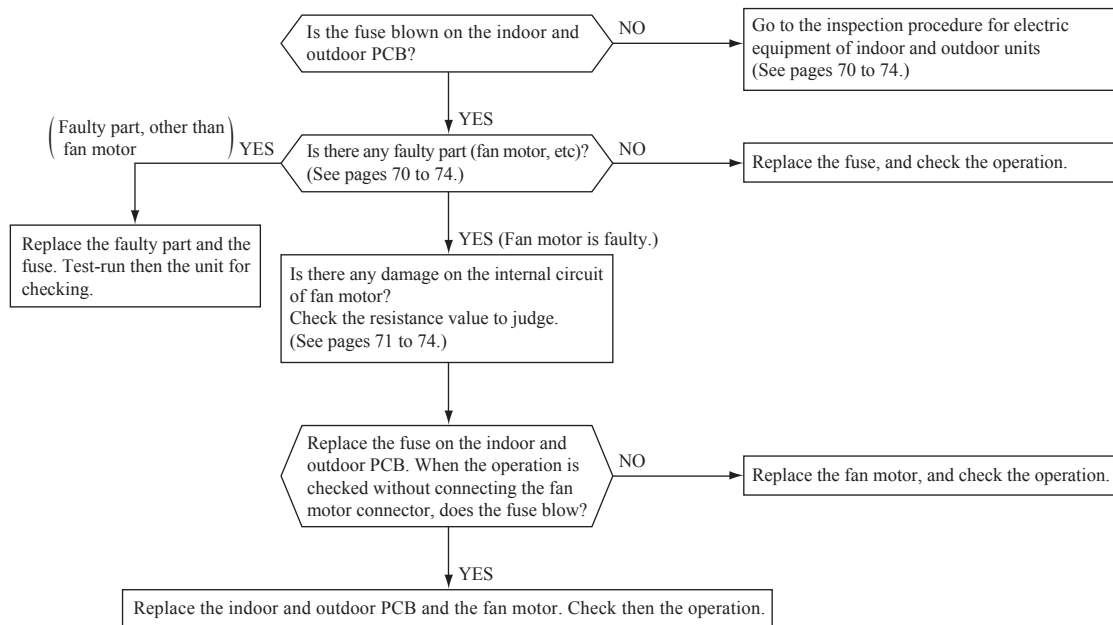 Is the fuse blown on the indoor and
outdoor PCB?
NO
Go to the inspection procedure for electric
equipment of indoor and outdoor units
(See pages 70 to 74.)
YES
(Faulty part, other than
fan motor)
YES
Is there any faulty part (fan motor, etc)?
(See pages 70 to 74.)
NO
Replace the fuse, and check the operation.
Replace the faulty part and the
fuse. Test-run then the unit for
checking.
YES (Fan motor is faulty.)
Is there any damage on the internal circuit
of fan motor?
Check the resistance value to judge.
(See pages 71 to 74.)
Replace the fuse on the indoor and
outdoor PCB. When the operation is
checked without connecting the fan
motor connector, does the fuse blow?
NO
Replace the fan motor, and check the operation.
YES
Replace the indoor and outdoor PCB and the fan motor. Check then the operation.